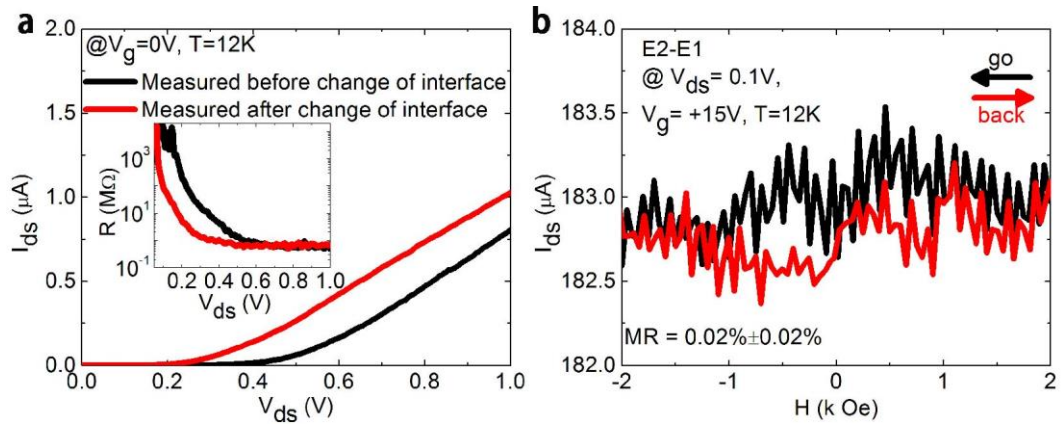 a
@V_g=0V, T=12K
Measured before change of interface
Measured after change of interface
I_ds (μA)
2.0
1.5
1.0
0.5
0.0
0.0 0.2 0.4 0.6 0.8 1.0
V_ds (V)
R (MΩ)
10^3
10^1
10^-1
0.2 0.4 0.6 0.8 1.0
V_ds (V)
b
E2-E1
@ V_ds= 0.1V,
V_g= +15V, T=12K
go
back
I_ds (μA)
184.0
183.5
183.0
182.5
182.0
MR = 0.02%±0.02%
-2 -1 0 1 2
H (k Oe)